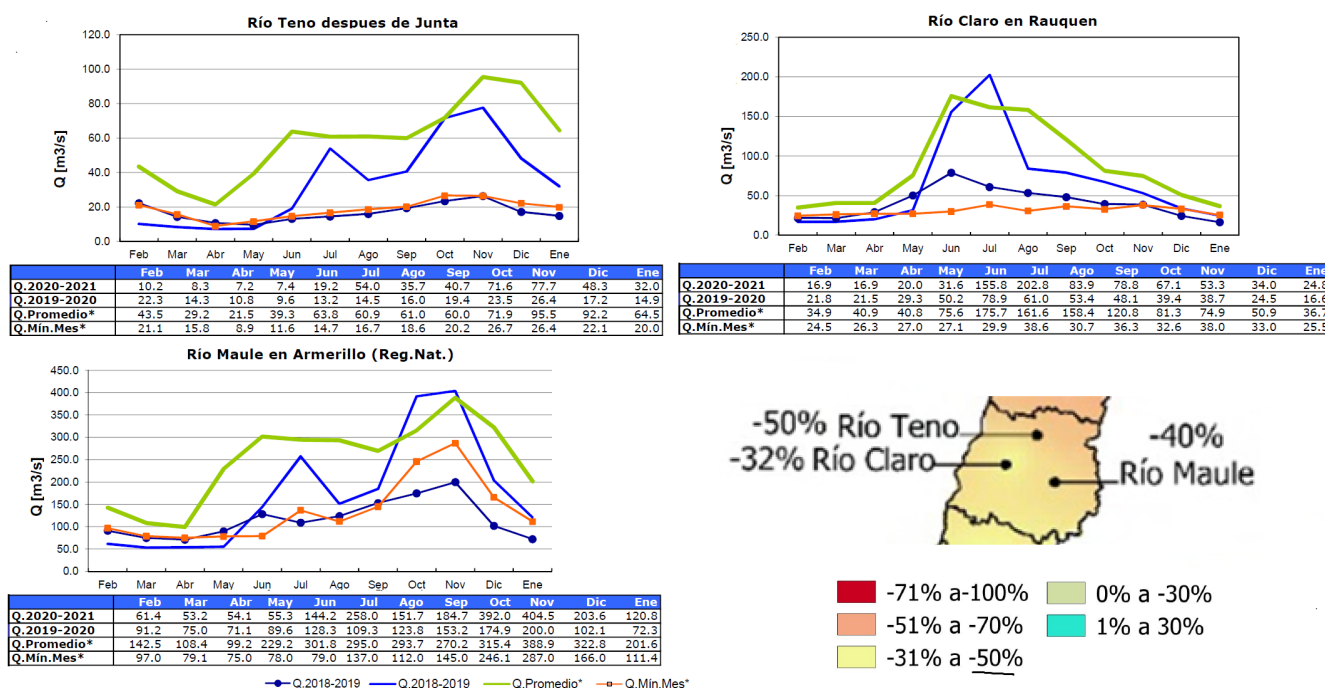 Río Teno despues de Junta
120.0
100.0
80.0
60.0
40.0
20.0
0.0
Q [m3/s]
Feb Mar Abr May Jun Jul Ago Sep Oct Nov Dic Ene
Feb Mar Abr May Jun Jul Ago Sep Oct Nov Dic Ene
Q.2020-2021 10.2 8.3 7.2 7.4 19.2 54.0 35.7 40.7 71.6 77.7 48.3 32.0
Q.2019-2020 22.3 14.3 10.8 9.6 13.2 14.5 16.0 19.4 23.5 26.4 17.2 14.9
Q.Promedio* 43.5 29.2 21.5 39.3 63.8 60.9 61.0 60.0 71.9 95.5 92.2 64.5
Q.Mín.Mes* 21.1 15.8 8.9 11.6 14.7 16.7 18.6 20.2 26.7 26.4 22.1 20.0
Río Claro en Rauquen
250.0
200.0
150.0
100.0
50.0
0.0
Q [m3/s]
Feb Mar Abr May Jun Jul Ago Sep Oct Nov Dic Ene
Feb Mar Abr May Jun Jul Ago Sep Oct Nov Dic Ene
Q.2020-2021 16.9 16.9 20.0 31.6 155.8 202.8 83.9 78.8 67.1 53.3 34.0 24.8
Q.2019-2020 21.8 21.5 29.3 50.2 78.9 61.0 53.4 48.1 39.4 38.7 24.5 16.6
Q.Promedio* 34.9 40.9 40.8 75.6 175.7 161.6 158.4 120.8 81.3 74.9 50.9 36.7
Q.Mín.Mes* 24.5 26.3 27.0 27.1 29.9 38.6 30.7 36.3 32.6 38.0 33.0 25.5
Río Maule en Armerillo (Reg.Nat.)
450.0
400.0
350.0
300.0
250.0
200.0
150.0
100.0
50.0
0.0
Q [m3/s]
Feb Mar Abr May Jun Jul Ago Sep Oct Nov Dic Ene
Feb Mar Abr May Jun Jul Ago Sep Oct Nov Dic Ene
Q.2020-2021 61.4 53.2 54.1 55.3 144.2 258.0 151.7 184.7 392.0 404.5 203.6 120.8
Q.2019-2020 91.2 75.0 71.1 89.6 128.3 109.3 123.8 153.2 174.9 200.0 102.1 72.3
Q.Promedio* 142.5 108.4 99.2 229.2 301.8 295.0 293.7 270.2 315.4 388.9 322.8 201.6
Q.Mín.Mes* 97.0 79.1 75.0 78.0 79.0 137.0 112.0 145.0 246.1 287.0 166.0 111.4
Q.2018-2019 Q.2018-2019 Q.Promedio* Q.Mín.Mes*
-50% Río Teno
-32% Río Claro
-40%
Río Maule
-71% a-100% 0% a -30%
-51% a -70% 1% a 30%
-31% a -50%